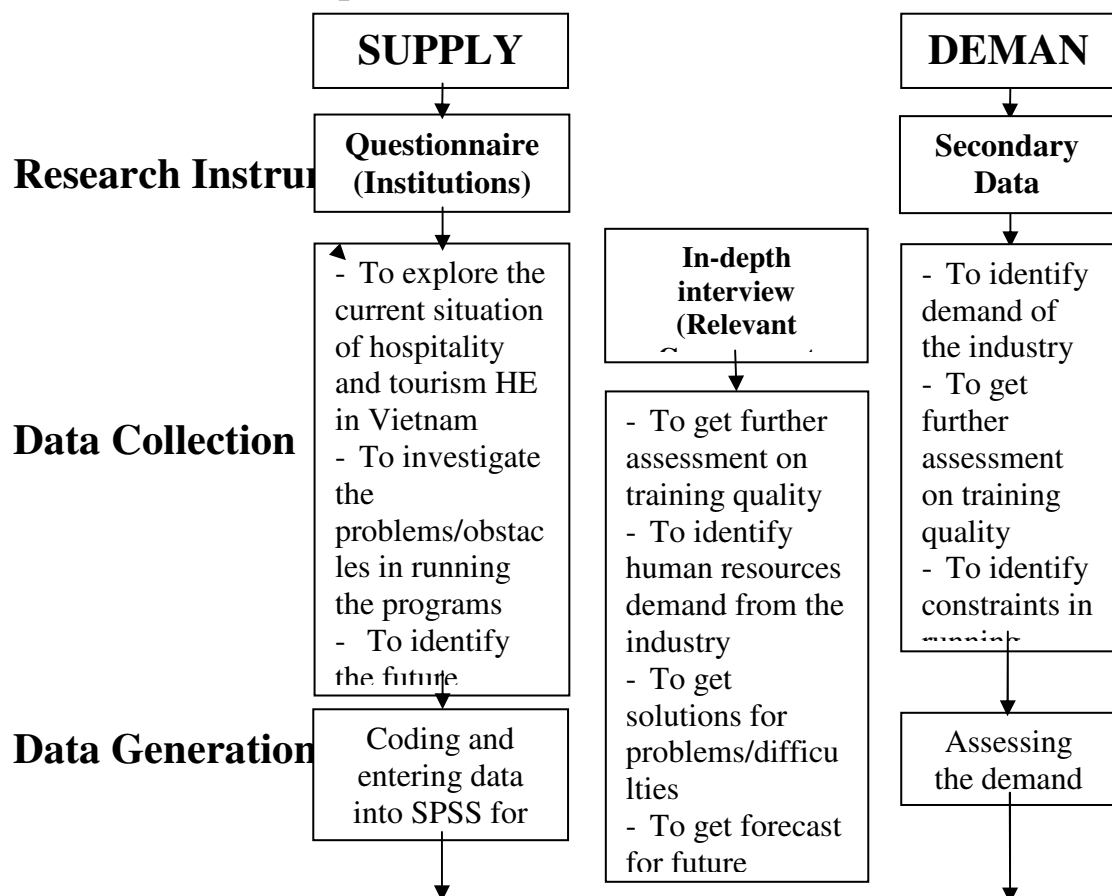 SUPPLY
DEMAN
Research Instru
Questionnaire
(Institutions)
Secondary
Data
Data Collection
- To explore the
current situation
of hospitality
and tourism HE
in Vietnam
- To investigate
the
problems/obstac
les in running
the programs
- To identify
the future
In-depth
interview
(Relevant
- To get further
assessment on
training quality
- To identify
human resources
demand from the
industry
- To get
solutions for
problems/difficu
lties
- To get forecast
for future
- To identify
demand of
the industry
- To get
further
assessment
on training
quality
- To identify
constraints in
running
Data Generation
Coding and
entering data
into SPSS for
Assessing
the demand